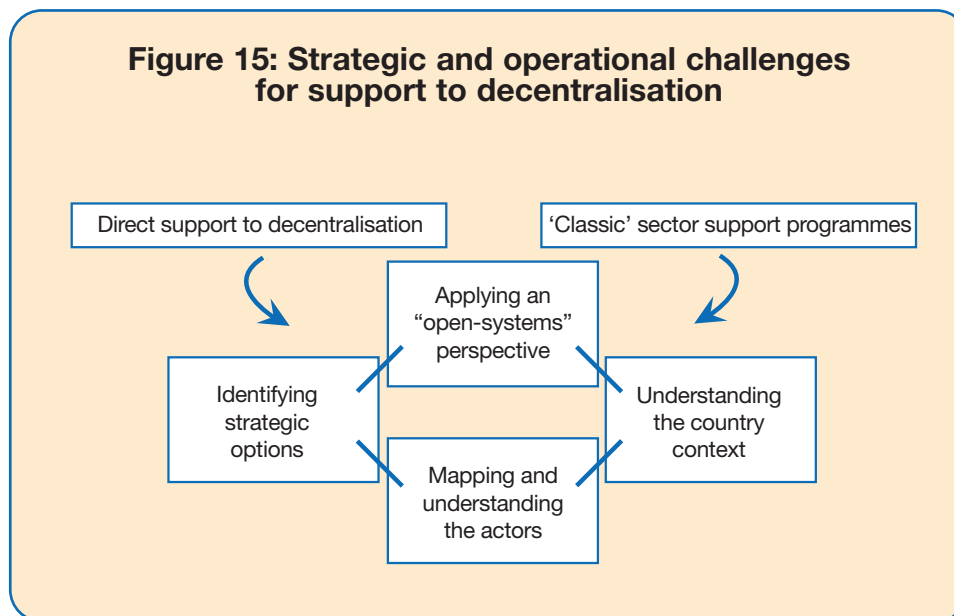 Figure 15: Strategic and operational challenges
for support to decentralisation
Direct support to decentralisation
‘Classic’ sector support programmes
Applying an
“open-systems”
perspective
Identifying
strategic
options
Understanding
the country
context
Mapping and
understanding
the actors